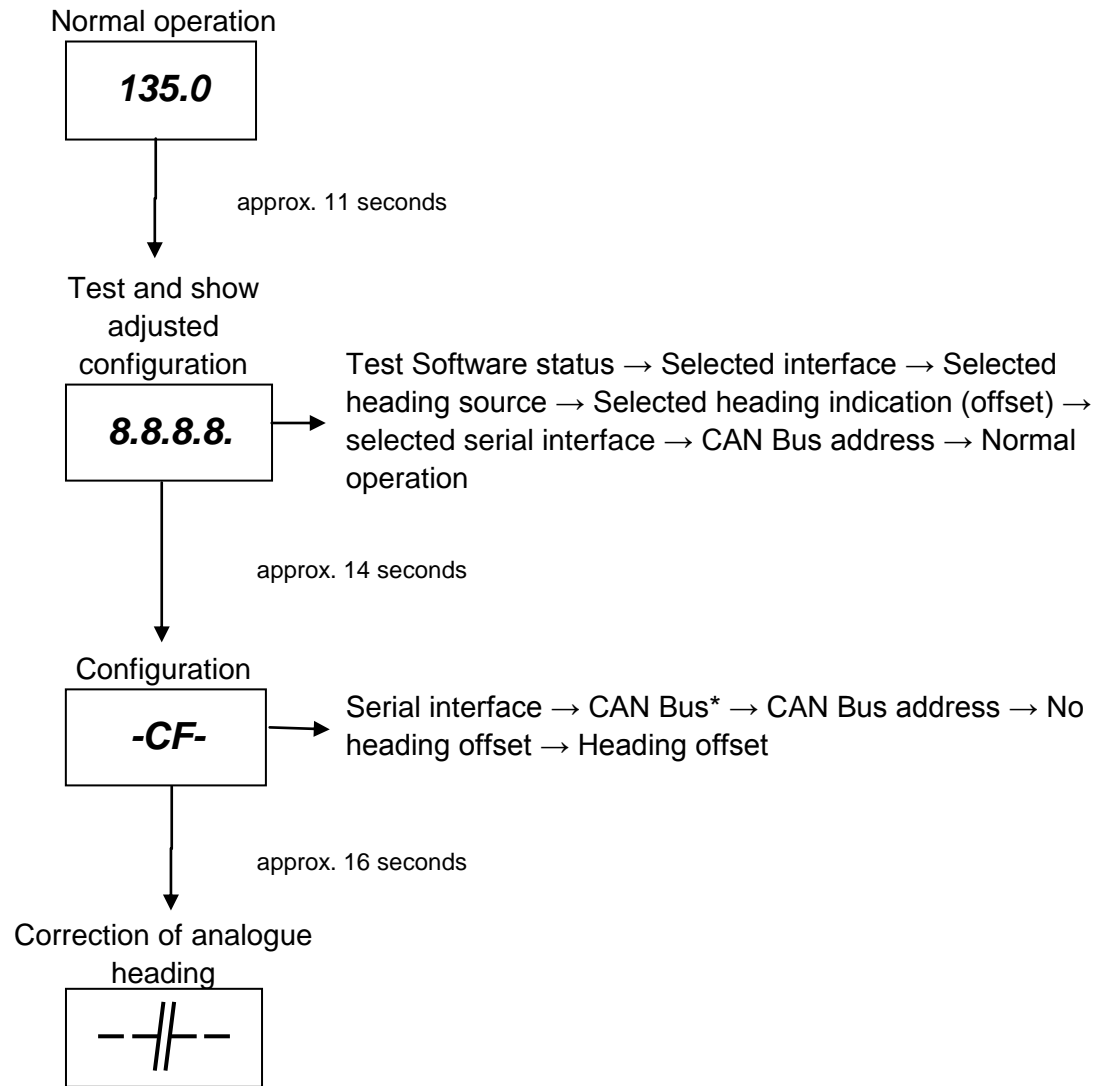 Normal operation
135.0
approx. 11 seconds
Test and show
adjusted
configuration
8.8.8.8.
Test Software status → Selected interface → Selected
heading source → Selected heading indication (offset) →
selected serial interface → CAN Bus address → Normal
operation
approx. 14 seconds
Configuration
-CF-
Serial interface → CAN Bus* → CAN Bus address → No
heading offset → Heading offset
approx. 16 seconds
Correction of analogue
heading
– –//– –